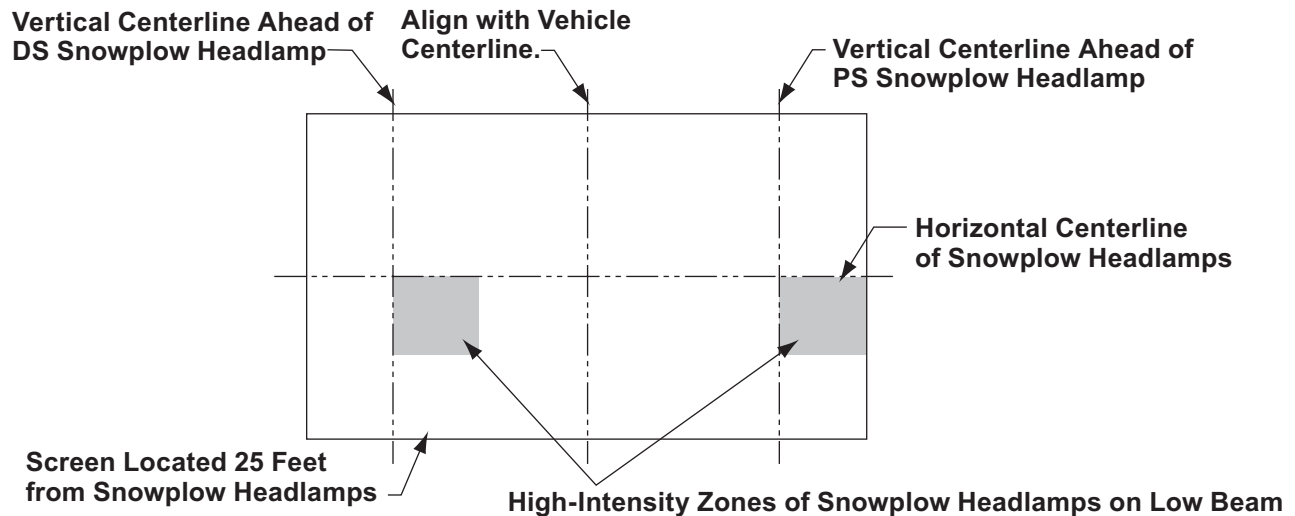 Vertical Centerline Ahead of
DS Snowplow Headlamp
Align with Vehicle
Centerline.
Vertical Centerline Ahead of
PS Snowplow Headlamp
Horizontal Centerline
of Snowplow Headlamps
Screen Located 25 Feet
from Snowplow Headlamps
High-Intensity Zones of Snowplow Headlamps on Low Beam